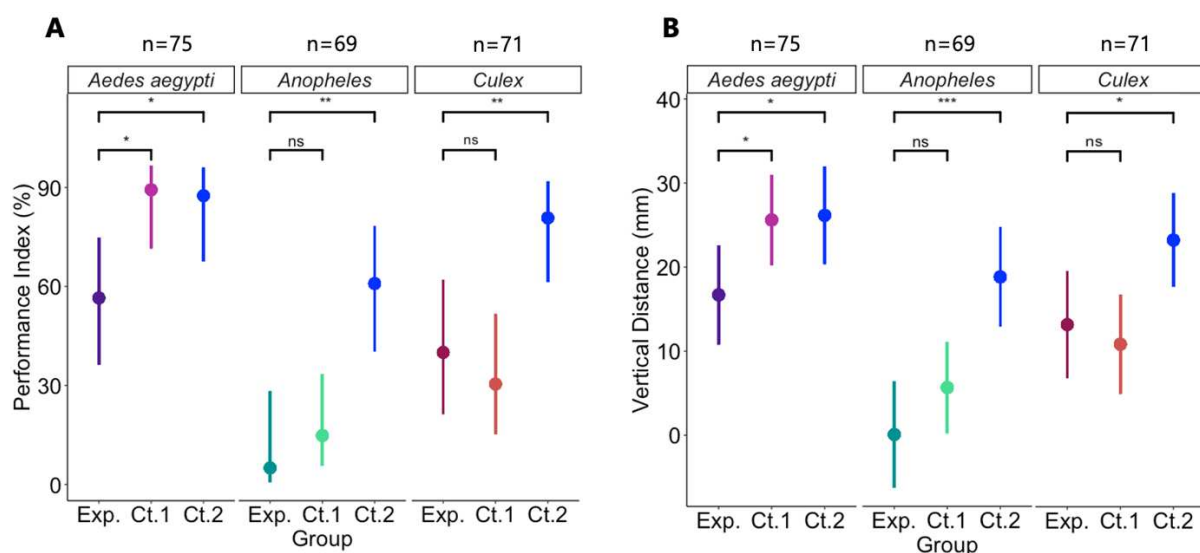 A
n=75 n=69 n=71
Aedes aegypti Anopheles Culex
* ** **
* ns ns
Performance Index (%)
90
60
30
0
Exp. Ct.1 Ct.2 Exp. Ct.1 Ct.2 Exp. Ct.1 Ct.2
Group
B
n=75 n=69 n=71
Aedes aegypti Anopheles Culex
* *** *
* ns ns
Vertical Distance (mm)
40
30
20
10
0
Exp. Ct.1 Ct.2 Exp. Ct.1 Ct.2 Exp. Ct.1 Ct.2
Group